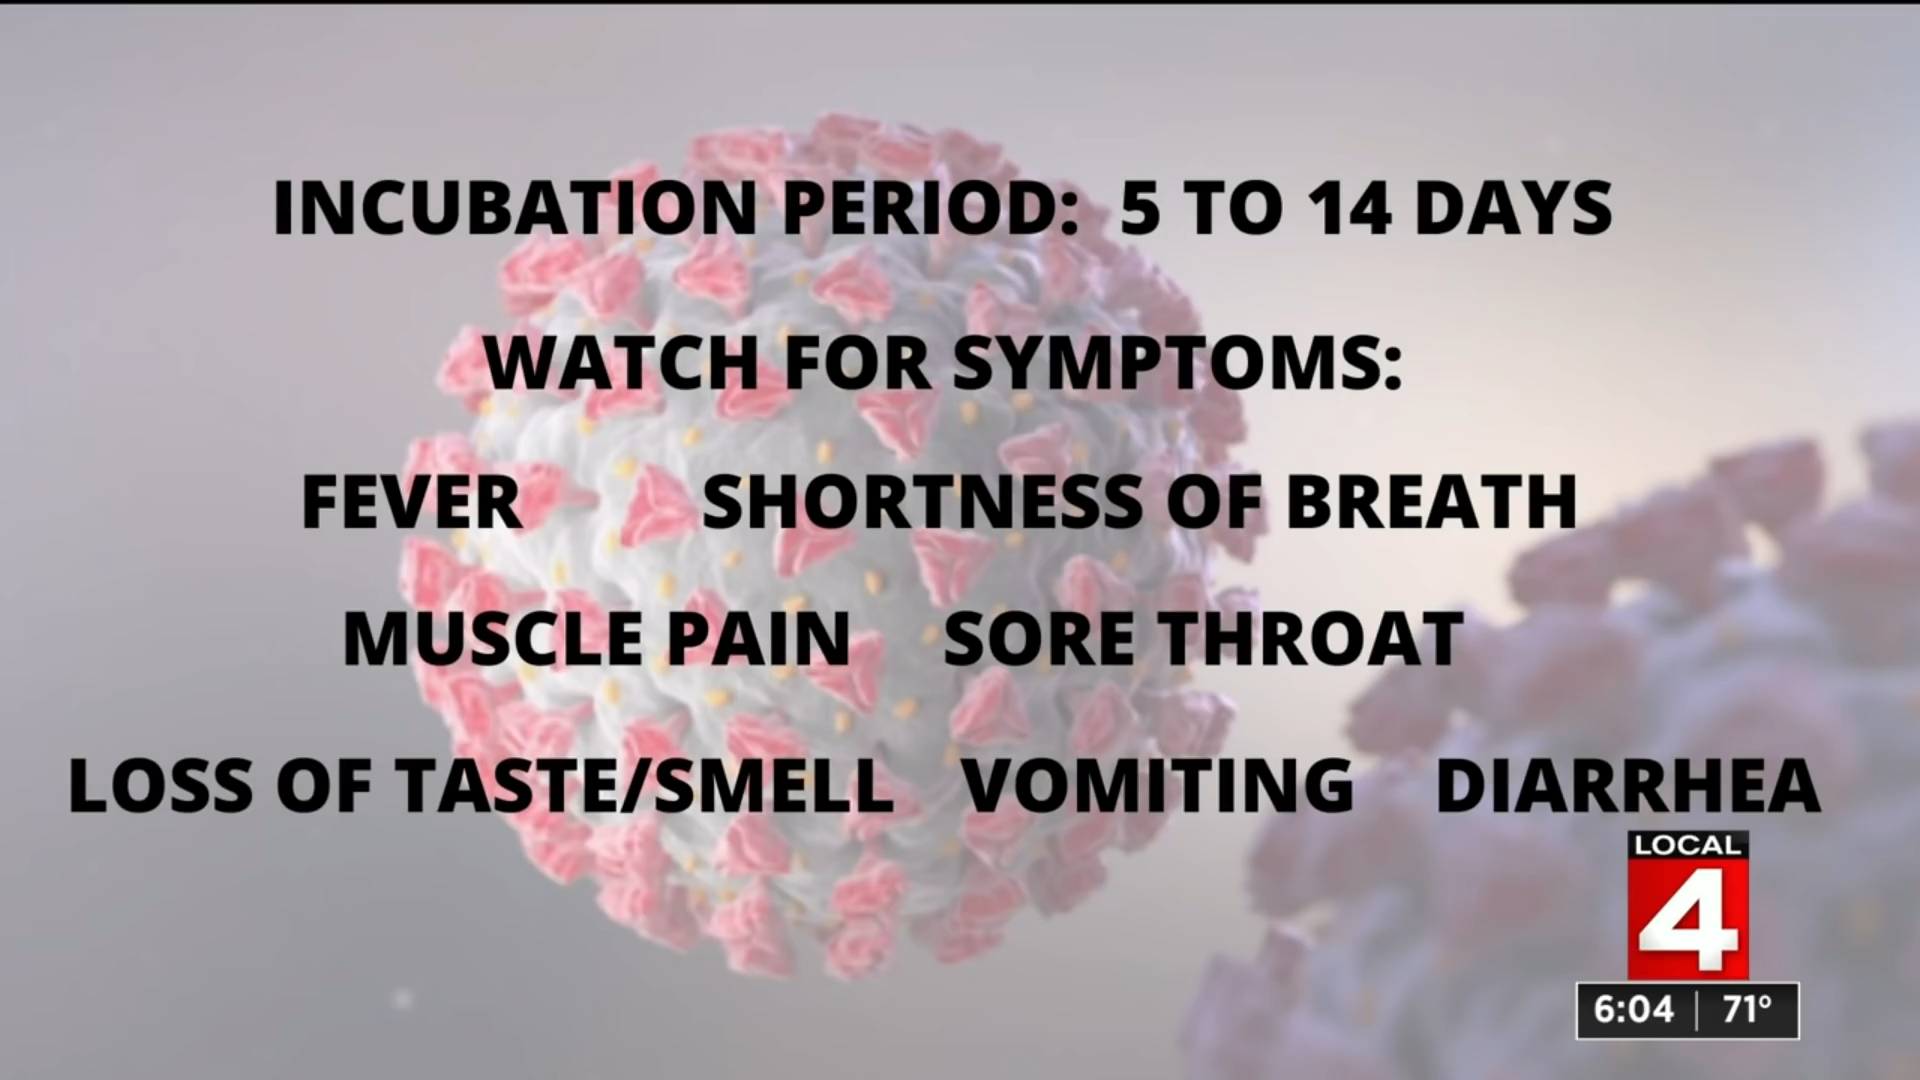 INCUBATION PERIOD: 5 TO 14 DAYS
WATCH FOR SYMPTOMS:
FEVER SHORTNESS OF BREATH
MUSCLE PAIN SORE THROAT
LOSS OF TASTE/SMELL VOMITING DIARRHEA
LOCAL
4
6:04 71°